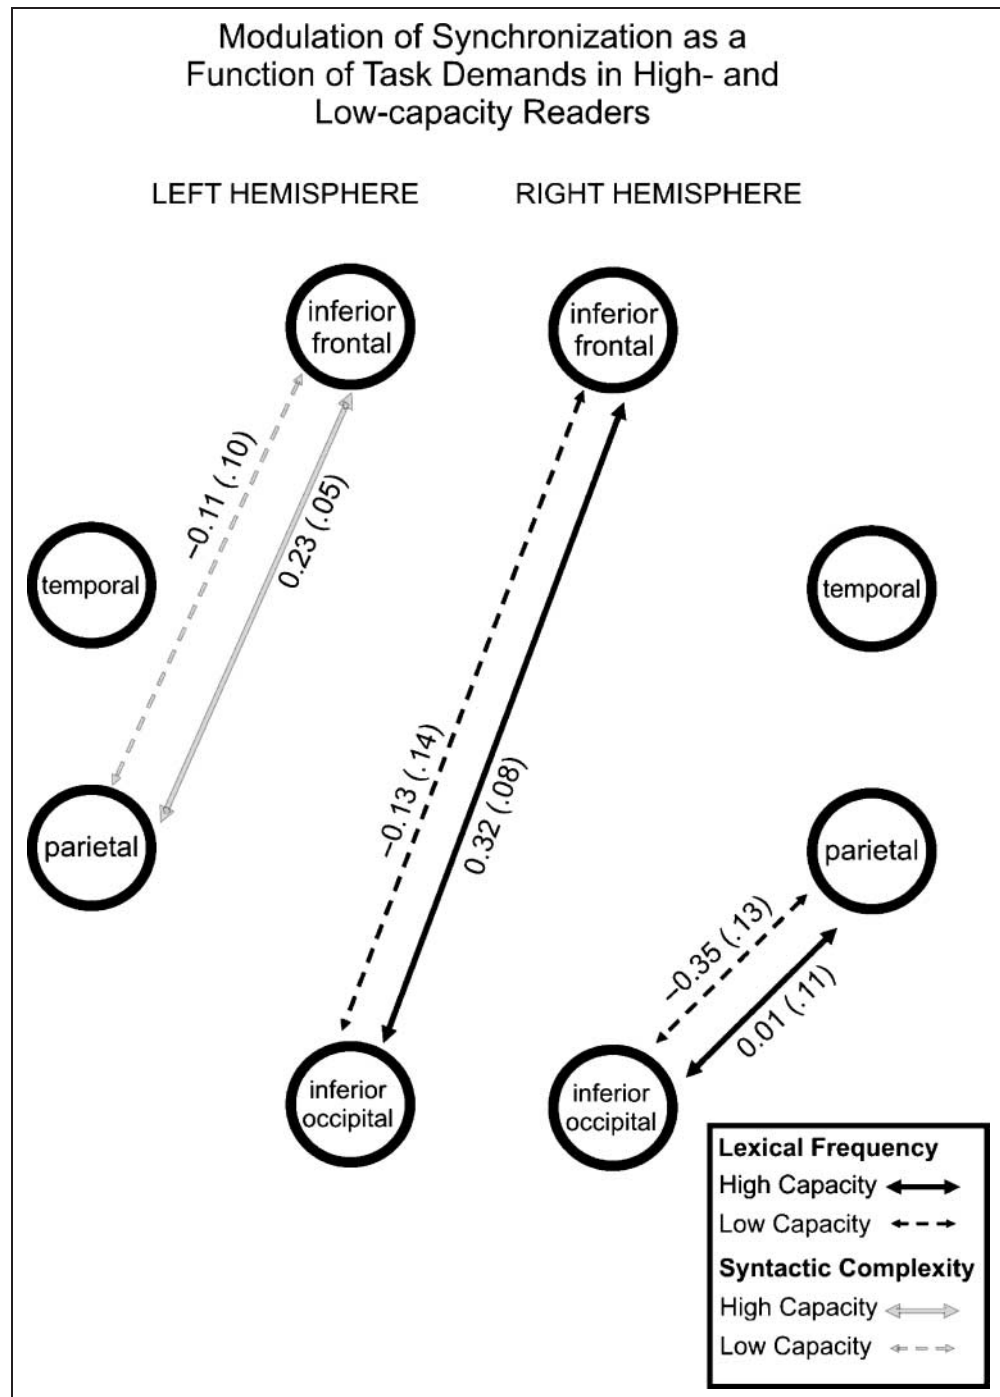 Modulation of Synchronization as a
Function of Task Demands in High- and
Low-capacity Readers
LEFT HEMISPHERE
RIGHT HEMISPHERE
inferior
frontal
inferior
frontal
–0.11 (.10)
0.23 (.05)
temporal
temporal
–0.13 (.14)
0.32 (.08)
parietal
parietal
–0.35 (.13)
0.01 (.11)
inferior
occipital
inferior
occipital
Lexical Frequency
High Capacity
Low Capacity
Syntactic Complexity
High Capacity
Low Capacity